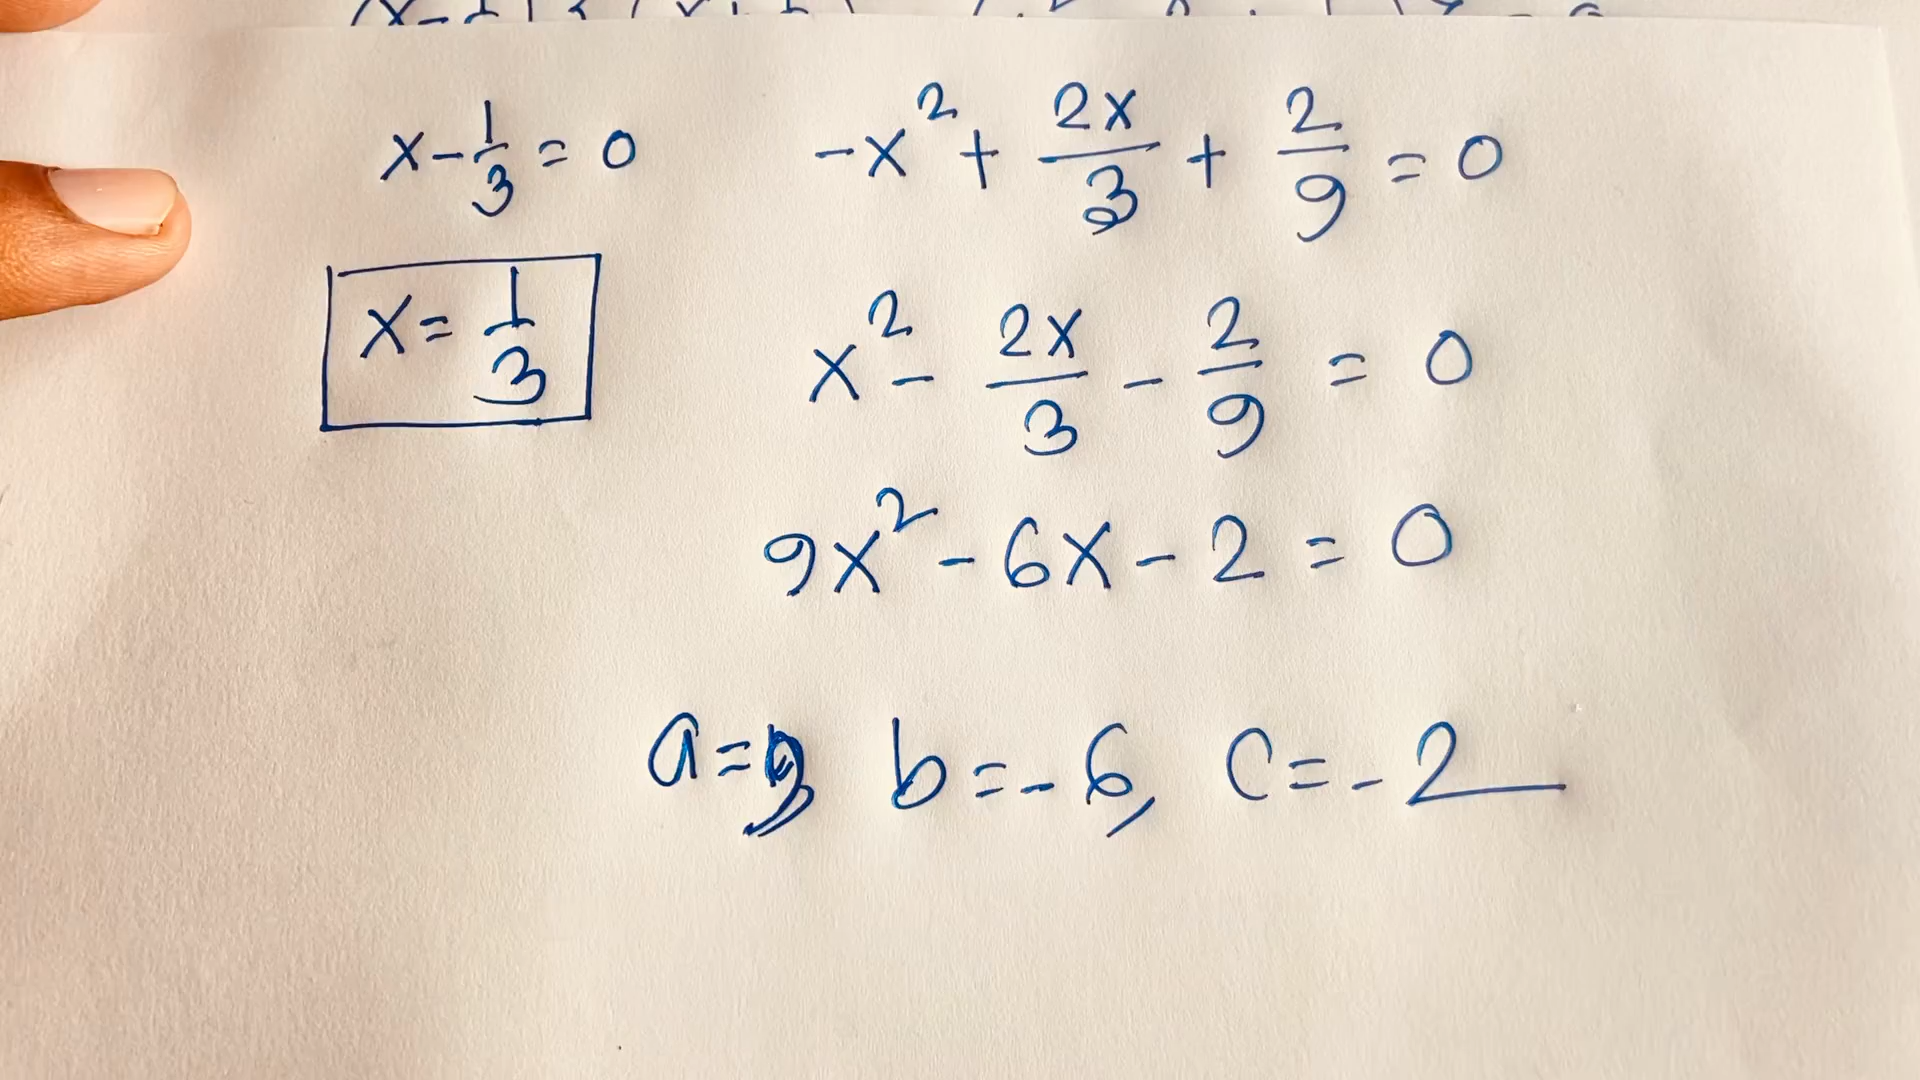 x - 1/3 = 0
x = 1/3
-x² + 2x/3 + 2/9 = 0
x² - 2x/3 - 2/9 = 0
9x² - 6x - 2 = 0
a = 9, b = -6, c = -2